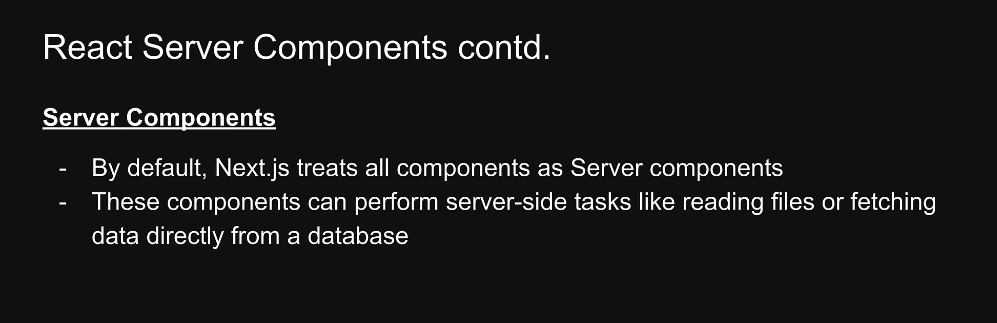 React Server Components contd.
Server Components
- By default, Next.js treats all components as Server components
- These components can perform server-side tasks like reading files or fetching
data directly from a database